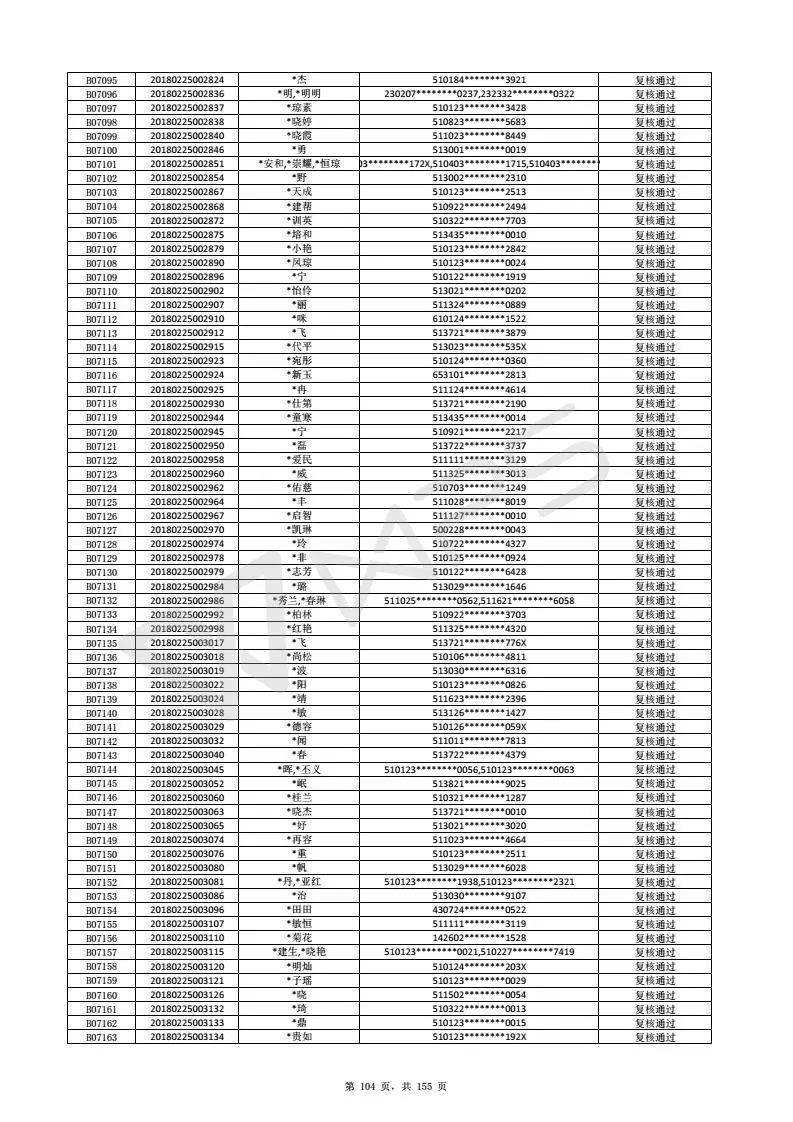 B07095 20180225002824 *杰 510184********3921 复核通过
B07096 20180225002836 *明,*明明 230207********0237,232332********0322 复核通过
B07097 20180225002837 *琼素 510123********3428 复核通过
B07098 20180225002838 *晓婷 510823********5683 复核通过
B07099 20180225002840 *晓霞 511023********8449 复核通过
B07100 20180225002846 *勇 513001********0019 复核通过
B07101 20180225002851 *安和,*崇耀,*恒琼 03********172X,510403********1715,510403******** 复核通过
B07102 20180225002854 *野 513002********2310 复核通过
B07103 20180225002867 *天成 510123********2513 复核通过
B07104 20180225002868 *建帮 510922********2494 复核通过
B07105 20180225002872 *训英 510322********7703 复核通过
B07106 20180225002875 *培和 513435********0010 复核通过
B07107 20180225002879 *小艳 510123********2842 复核通过
B07108 20180225002890 *凤琼 510123********0024 复核通过
B07109 20180225002896 *宁 510122********1919 复核通过
B07110 20180225002902 *怡伶 513021********0202 复核通过
B07111 20180225002907 *丽 511324********0889 复核通过
B07112 20180225002910 *咪 610124********1522 复核通过
B07113 20180225002912 *飞 513721********3879 复核通过
B07114 20180225002915 *代平 513023********535X 复核通过
B07115 20180225002923 *宛彤 510124********0360 复核通过
B07116 20180225002924 *新玉 653101********2813 复核通过
B07117 20180225002925 *冉 511124********4614 复核通过
B07118 20180225002930 *仕第 513721********2190 复核通过
B07119 20180225002944 *童寒 513435********0014 复核通过
B07120 20180225002945 *宁 510921********2217 复核通过
B07121 20180225002950 *磊 513722********3737 复核通过
B07122 20180225002958 *爱民 511111********3129 复核通过
B07123 20180225002960 *威 511325********3013 复核通过
B07124 20180225002962 *佑慈 510703********1249 复核通过
B07125 20180225002964 *丰 511028********8019 复核通过
B07126 20180225002967 *启智 511127********0010 复核通过
B07127 20180225002970 *凯琳 500228********0043 复核通过
B07128 20180225002974 *玲 510722********4327 复核通过
B07129 20180225002978 *非 510125********0924 复核通过
B07130 20180225002979 *志芳 510122********6428 复核通过
B07131 20180225002984 *璐 513029********1646 复核通过
B07132 20180225002986 *秀兰,*春琳 511025********0562,511621********6058 复核通过
B07133 20180225002992 *柏林 510922********3703 复核通过
B07134 20180225002998 *红艳 511325********4320 复核通过
B07135 20180225003017 *飞 513721********776X 复核通过
B07136 20180225003018 *尚松 510106********4811 复核通过
B07137 20180225003019 *波 513030********6316 复核通过
B07138 20180225003022 *阳 510123********0826 复核通过
B07139 20180225003024 *靖 511623********2396 复核通过
B07140 20180225003028 *敏 513126********1427 复核通过
B07141 20180225003029 *德容 510126********059X 复核通过
B07142 20180225003032 *闻 511011********7813 复核通过
B07143 20180225003040 *春 513722********4379 复核通过
B07144 20180225003045 *晖,*丕义 510123********0056,510123********0063 复核通过
B07145 20180225003052 *岷 513821********9025 复核通过
B07146 20180225003060 *桂兰 510321********1287 复核通过
B07147 20180225003063 *晓杰 513721********0010 复核通过
B07148 20180225003065 *妤 513021********3020 复核通过
B07149 20180225003074 *再容 511023********4664 复核通过
B07150 20180225003076 *重 510123********2511 复核通过
B07151 20180225003080 *帆 513029********6028 复核通过
B07152 20180225003081 *丹,*亚红 510123********1938,510123********2321 复核通过
B07153 20180225003086 *治 513030********9107 复核通过
B07154 20180225003096 *田田 430724********0522 复核通过
B07155 20180225003107 *敏恒 511111********3119 复核通过
B07156 20180225003110 *菊花 142602********1528 复核通过
B07157 20180225003115 *建生,*晓艳 510123********0021,510227********7419 复核通过
B07158 20180225003120 *明灿 510124********203X 复核通过
B07159 20180225003121 *子瑶 510123********0029 复核通过
B07160 20180225003126 *晓 511502********0054 复核通过
B07161 20180225003132 *琦 510322********0013 复核通过
B07162 20180225003133 *鼎 510123********0015 复核通过
B07163 20180225003134 *贵如 510123********192X 复核通过
第 104 页，共 155 页
WPS